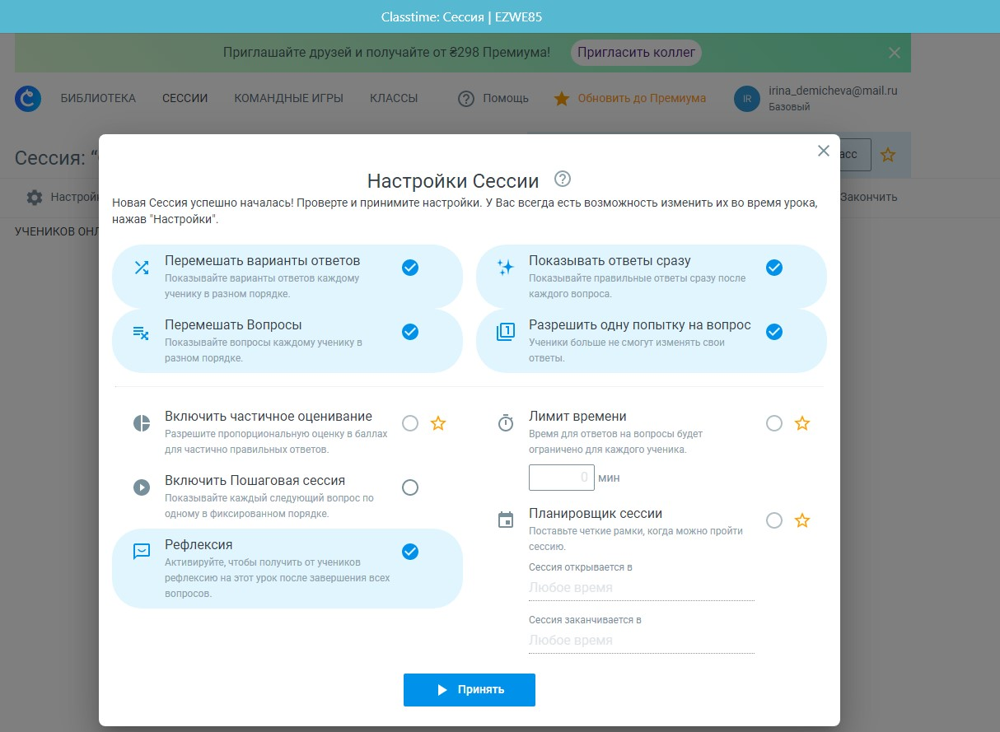 Classtime: Сессия | EZWE85
Приглашайте друзей и получайте от ₴298 Премиума!
Пригласить коллег
БИБЛИОТЕКА
СЕССИИ
КОМАНДНЫЕ ИГРЫ
КЛАССЫ
Помощь
Обновить до Премиума
IR
irina_demicheva@mail.ru
Базовый
Сессия: “
асс
Настрой
Закончить
УЧЕНИКОВ ОНЛ
Настройки Сессии
Новая Сессия успешно началась! Проверте и принимите настройки. У Вас всегда есть возможность изменить их во время урока,
нажав "Настройки".
Перемешать варианты ответов
Показывайте варианты ответов каждому
ученику в разном порядке.
Показывать ответы сразу
Показывайте правильные ответы сразу после
каждого вопроса.
Перемешать Вопросы
Показывайте вопросы каждому ученику в
разном порядке.
1
Разрешить одну попытку на вопрос
Ученики больше не смогут изменять свои
ответы.
Включить частичное оценивание
Разрешите пропорциональную оценку в баллах
для частично правильных ответов.
Включить Пошаговая сессия
Показывайте каждый следующий вопрос по
одному в фиксированном порядке.
Рефлексия
Активируйте, чтобы получить от учеников
рефлексию на этот урок после завершения всех
вопросов.
Лимит времени
Время для ответов на вопросы будет
ограничено для каждого ученика.
0 мин
Планировщик сессии
Поставьте четкие рамки, когда можно пройти
сессию.
Сессия открывается в
Любое время
Сессия заканчивается в
Любое время
Принять